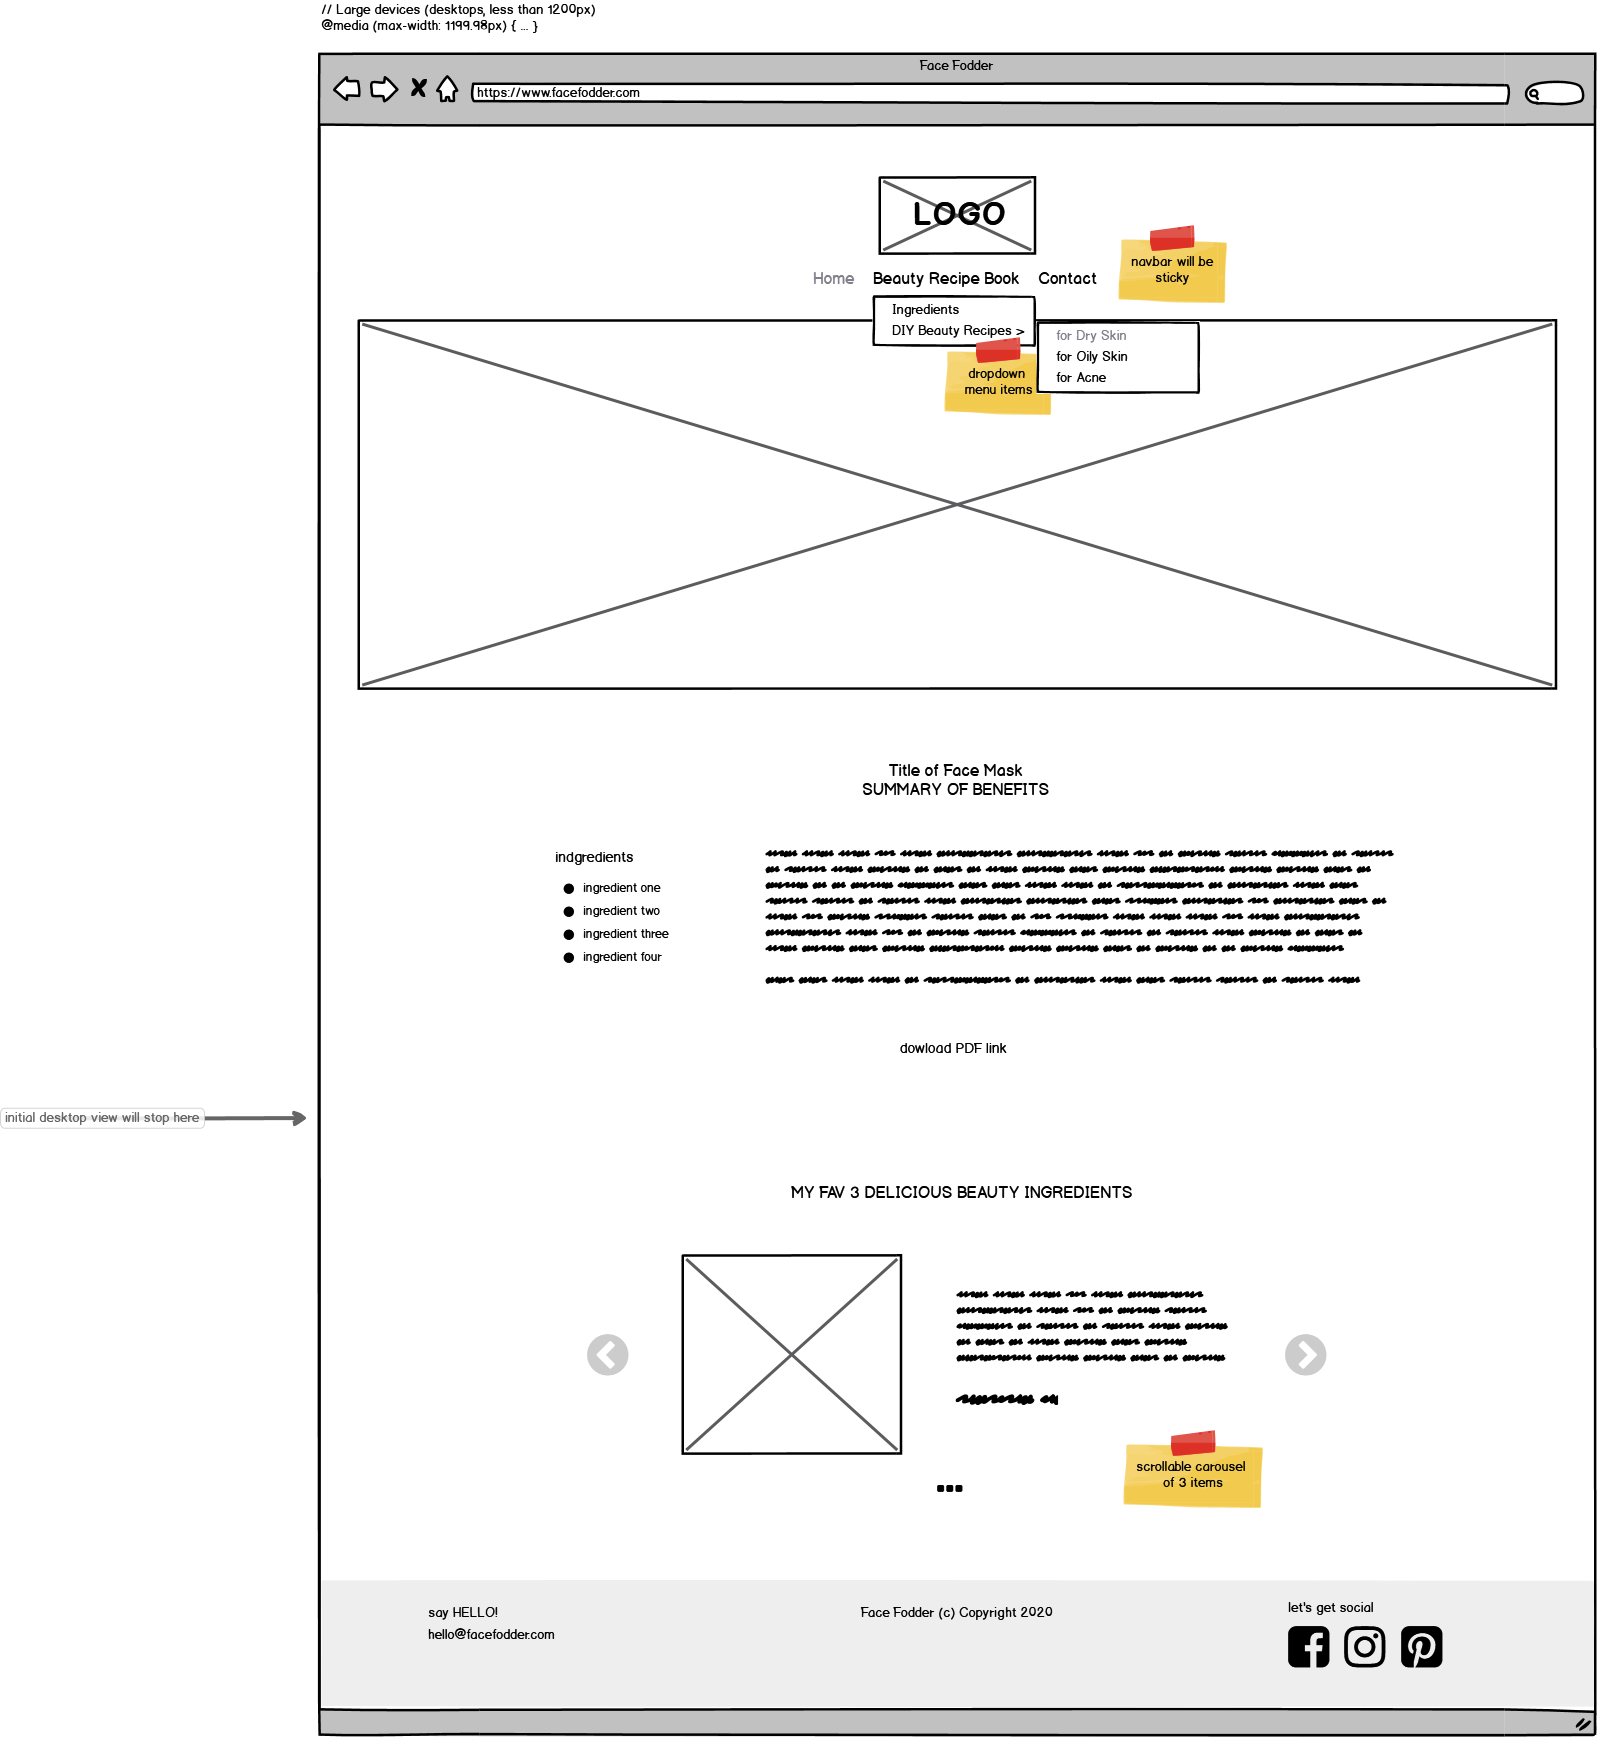 // Large devices (desktops, less than 1200px)
@media (max-width: 1199.98px) { ... }
Face Fodder
https://www.facefodder.com
LOGO
Home Beauty Recipe Book Contact
navbar will be
sticky
Ingredients
DIY Beauty Recipes >
for Dry Skin
for Oily Skin
for Acne
dropdown
menu items
Title of Face Mask
SUMMARY OF BENEFITS
indgredients
ingredient one
ingredient two
ingredient three
ingredient four
dowload PDF link
initial desktop view will stop here
MY FAV 3 DELICIOUS BEAUTY INGREDIENTS
scrollable carousel
of 3 items
say HELLO!
hello@facefodder.com
Face Fodder (c) Copyright 2020
let's get social